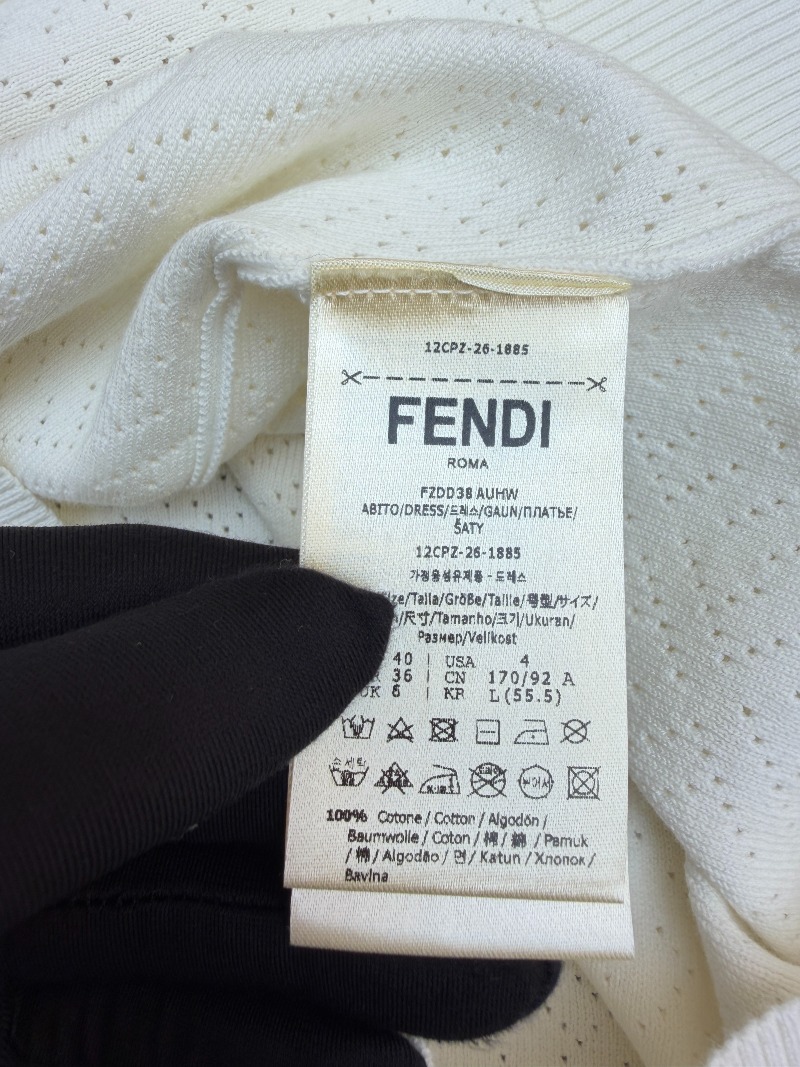 12CPZ-26-1885
FENDI
ROMA
FZDD38 AUHW
ABITO/DRESS/드레스/GAUN/ПЛАТЬЕ/
ŠATY
12CPZ-26-1885
가정용섬유제품 - 드레스
/Talla/Größe/Taille/号型/サイズ/
/尺寸/Tamanho/크기/Ukuran/
Размер/Velikost
40 | USA 4
36 | CN 170/92 A
UK 8 | KR L(55.5)
100% Cotone / Cotton / Algodón /
Baumwolle / Coton / 棉 / 綿 / Pamuk
/ 棉 / Algodão / 면 / Katun / Хлопок /
Bavlna